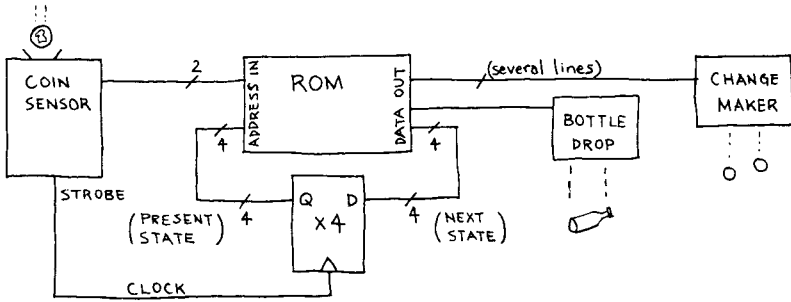 COIN
SENSOR
2
ADDRESS IN
ROM
DATA OUT
(several lines)
CHANGE
MAKER
BOTTLE
DROP
4
4
STROBE
(PRESENT
STATE)
4
Q D
X4
4
(NEXT
STATE)
CLOCK